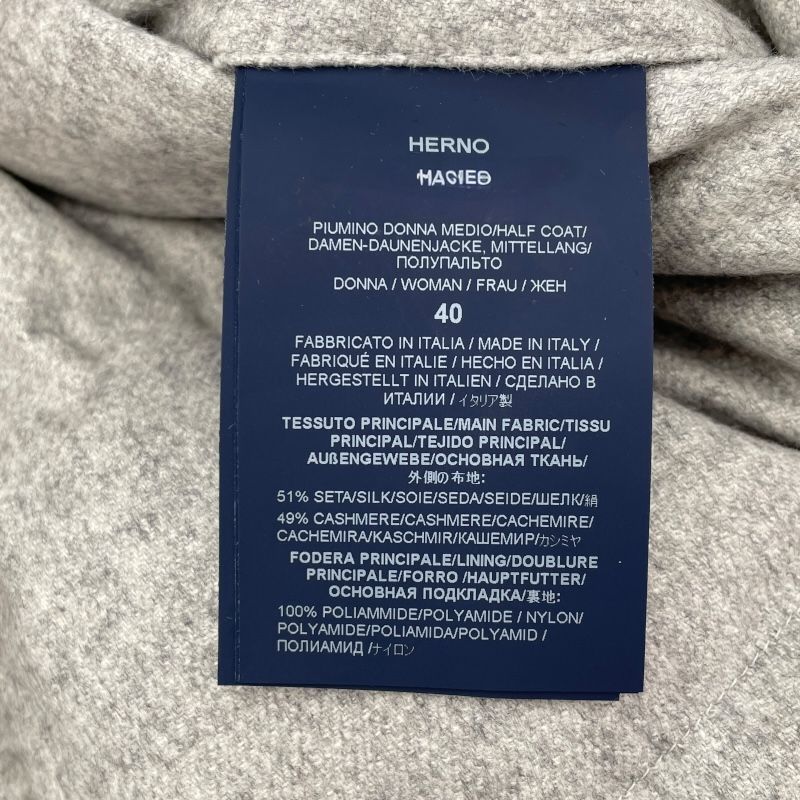 HERNO
PIUMINO DONNA MEDIO/HALF COAT/
DAMEN-DAUNENJACKE, MITTELLANG/
ПОЛУПАЛЬТО
DONNA / WOMAN / FRAU / ЖЕН
40
FABBRICATO IN ITALIA / MADE IN ITALY /
FABRIQUÉ EN ITALIE / HECHO EN ITALIA /
HERGESTELLT IN ITALIEN / СДЕЛАНО В
ИТАЛИИ / イタリア製
TESSUTO PRINCIPALE/MAIN FABRIC/TISSU
PRINCIPAL/TEJIDO PRINCIPAL/
AUßENGEWEBE/ОСНОВНАЯ ТКАНЬ/
外側の布地:
51% SETA/SILK/SOIE/SEDA/SEIDE/ШЕЛК/絹
49% CASHMERE/CASHMERE/CACHEMIRE/
CACHEMIRA/KASCHMIR/КАШЕМИР/カシミヤ
FODERA PRINCIPALE/LINING/DOUBLURE
PRINCIPALE/FORRO /HAUPTFUTTER/
ОСНОВНАЯ ПОДКЛАДКА/裏地:
100% POLIAMMIDE/POLYAMIDE / NYLON/
POLYAMIDE/POLIAMIDA/POLYAMID /
ПОЛИАМИД /ナイロン